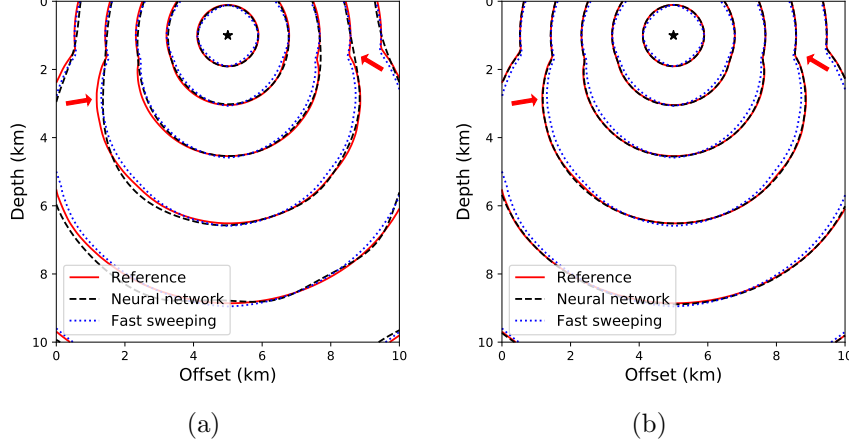 0
2
4
6
8
10
Depth (km)
0 2 4 6 8 10
Offset (km)
Reference
Neural network
Fast sweeping
(a)
0
2
4
6
8
10
Depth (km)
0 2 4 6 8 10
Offset (km)
Reference
Neural network
Fast sweeping
(b)